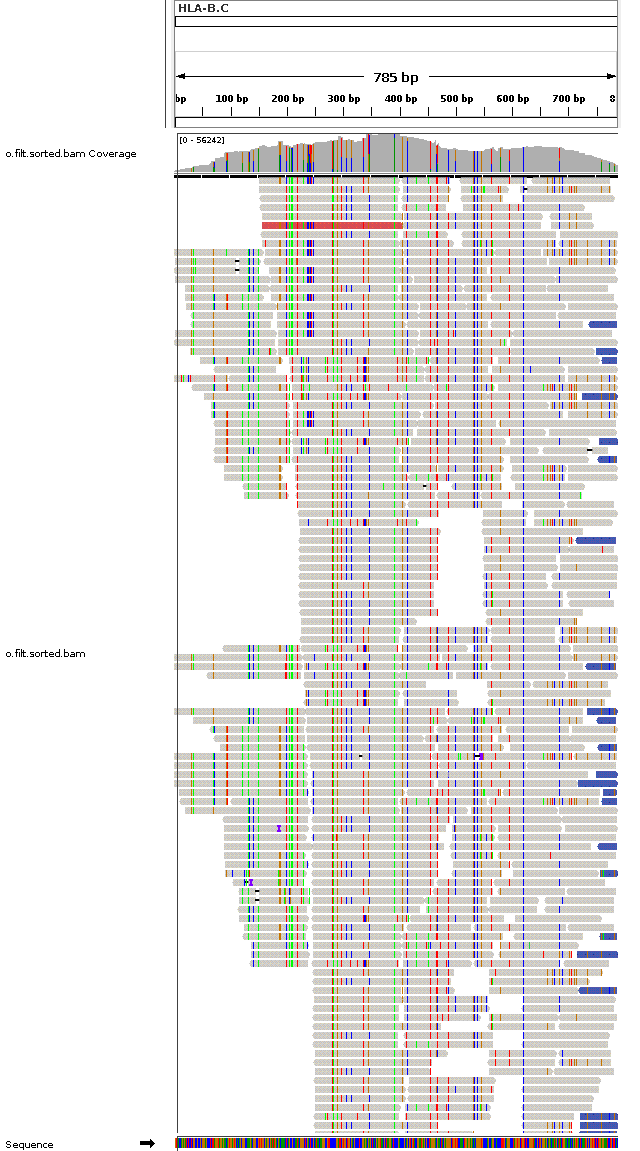 HLA-B.C
785 bp
bp 100 bp 200 bp 300 bp 400 bp 500 bp 600 bp 700 bp 8
[0 - 56242]
o.filt.sorted.bam Coverage
o.filt.sorted.bam
Sequence